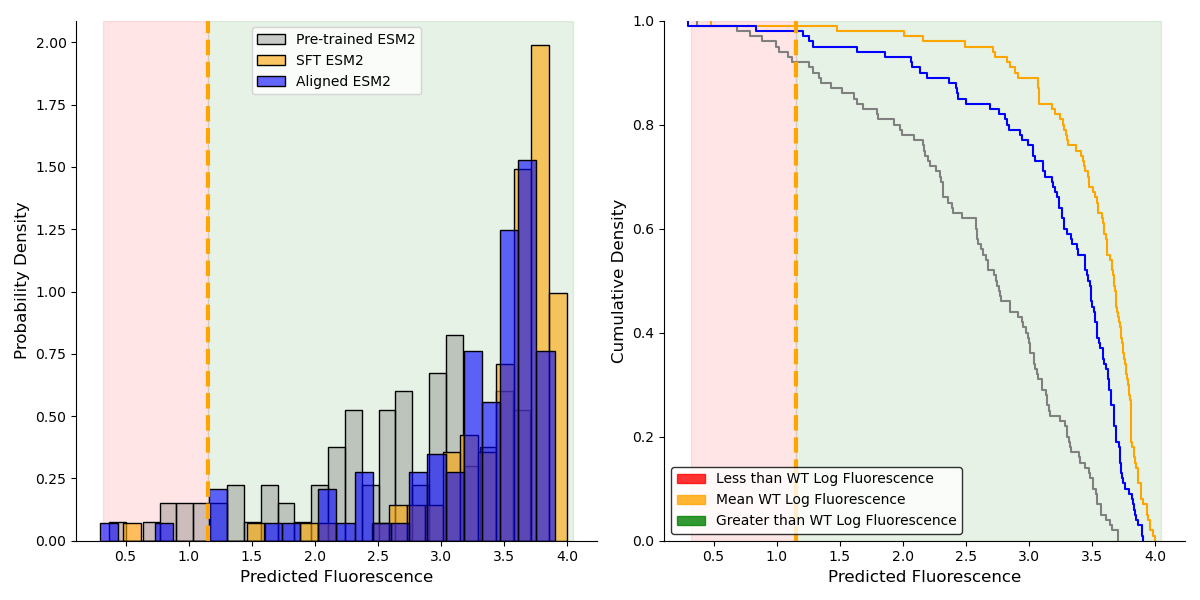 Pre-trained ESM2
SFT ESM2
Aligned ESM2
Probability Density
2.00
1.75
1.50
1.25
1.00
0.75
0.50
0.25
0.00
0.5 1.0 1.5 2.0 2.5 3.0 3.5 4.0
Predicted Fluorescence
Cumulative Density
1.0
0.8
0.6
0.4
0.2
0.0
Less than WT Log Fluorescence
Mean WT Log Fluorescence
Greater than WT Log Fluorescence
0.5 1.0 1.5 2.0 2.5 3.0 3.5 4.0
Predicted Fluorescence